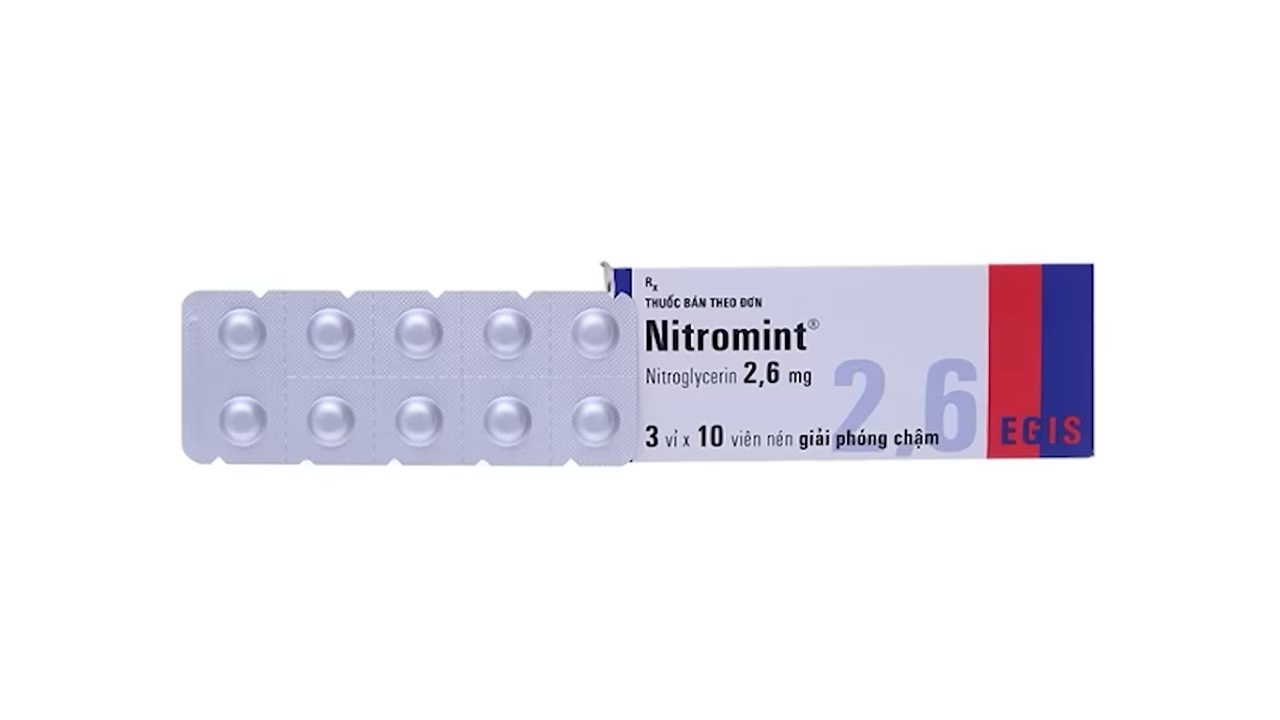 Rx
THUỐC BÁN THEO ĐƠN
Nitromint®
Nitroglycerin 2,6 mg
2,6
3 vỉ x 10 viên nén giải phóng chậm
EGIS